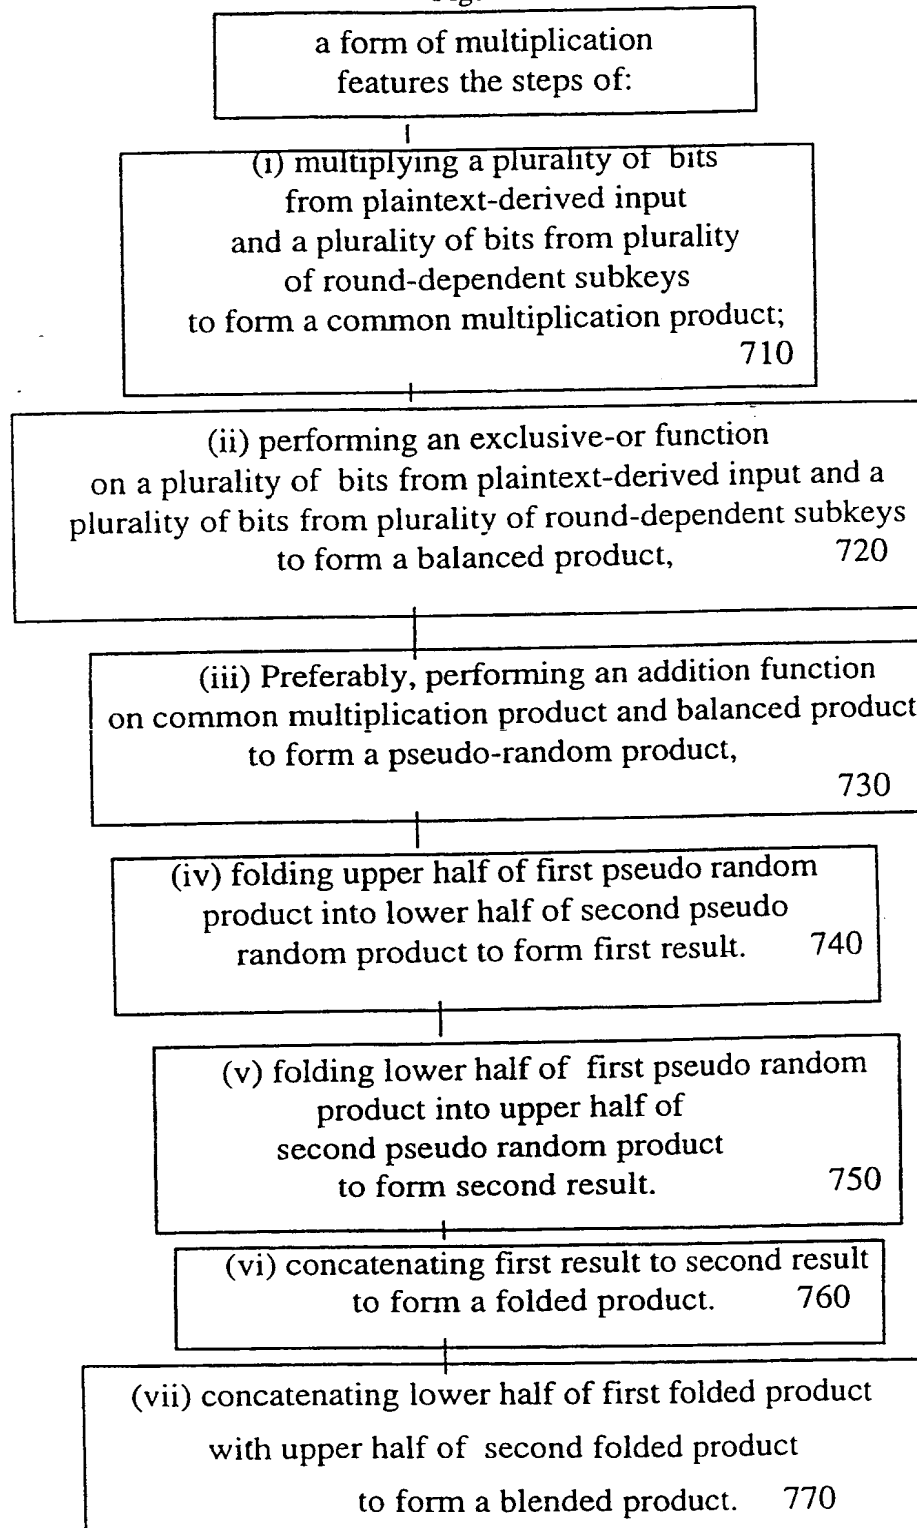 a form of multiplication
features the steps of:
(i) multiplying a plurality of bits
from plaintext-derived input
and a plurality of bits from plurality
of round-dependent subkeys
to form a common multiplication product;
710
(ii) performing an exclusive-or function
on a plurality of bits from plaintext-derived input and a
plurality of bits from plurality of round-dependent subkeys
to form a balanced product, 720
(iii) Preferably, performing an addition function
on common multiplication product and balanced product
to form a pseudo-random product,
730
(iv) folding upper half of first pseudo random
product into lower half of second pseudo
random product to form first result. 740
(v) folding lower half of first pseudo random
product into upper half of
second pseudo random product
to form second result. 750
(vi) concatenating first result to second result
to form a folded product. 760
(vii) concatenating lower half of first folded product
with upper half of second folded product
to form a blended product. 770